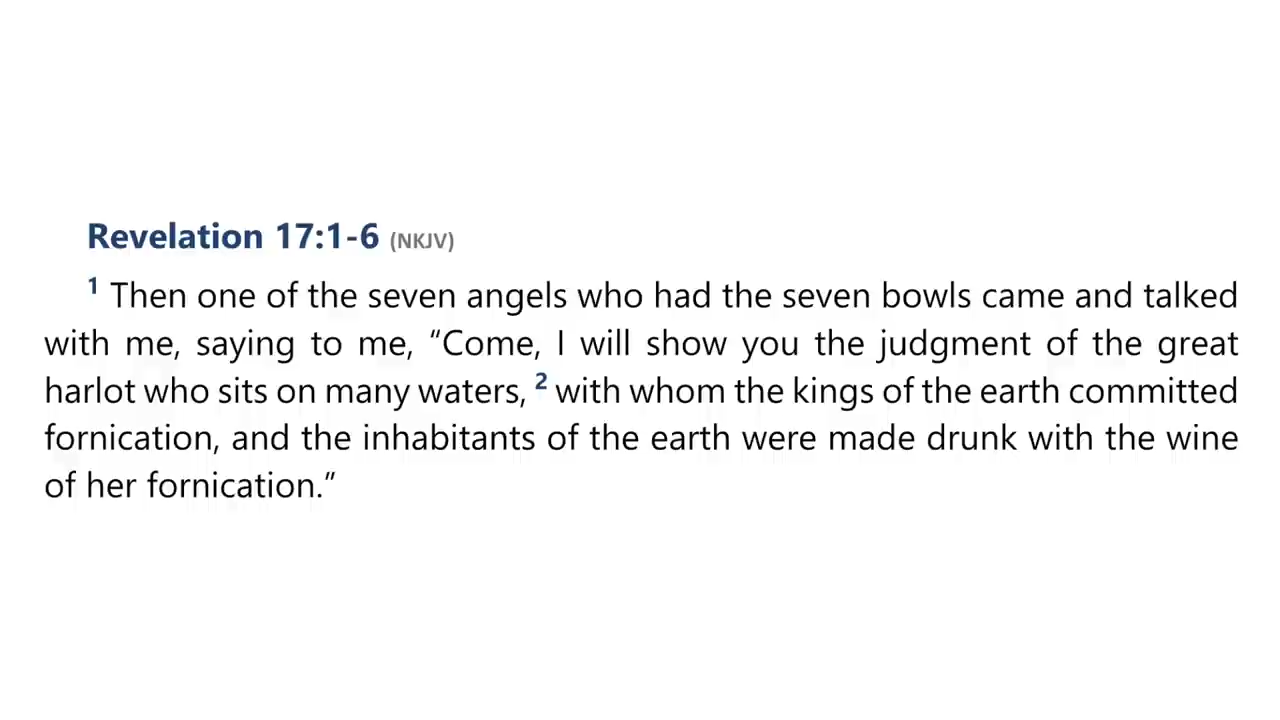 Revelation 17:1-6 (NKJV)
1 Then one of the seven angels who had the seven bowls came and talked
with me, saying to me, “Come, I will show you the judgment of the great
harlot who sits on many waters, 2 with whom the kings of the earth committed
fornication, and the inhabitants of the earth were made drunk with the wine
of her fornication.”